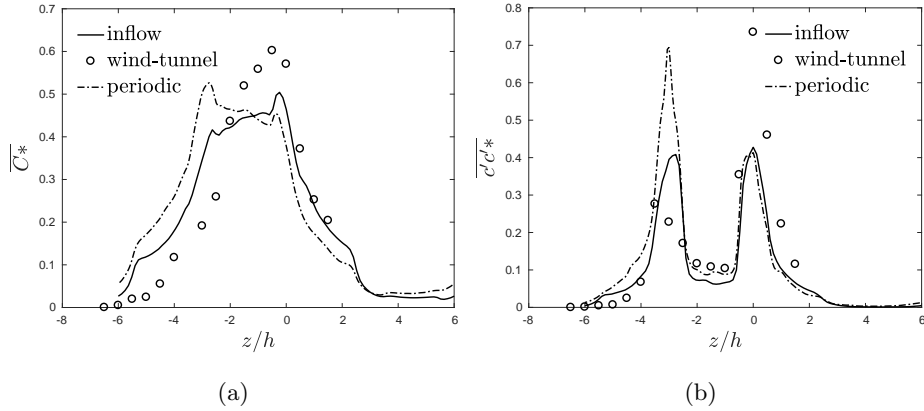 0.7
0.6
0.5
0.4
0.3
0.2
0.1
0
-8 -6 -4 -2 0 2 4 6
z/h
C*
inflow
wind-tunnel
periodic
(a)
0.8
0.7
0.6
0.5
0.4
0.3
0.2
0.1
0
-8 -6 -4 -2 0 2 4 6
z/h
c'c'*
inflow
wind-tunnel
periodic
(b)